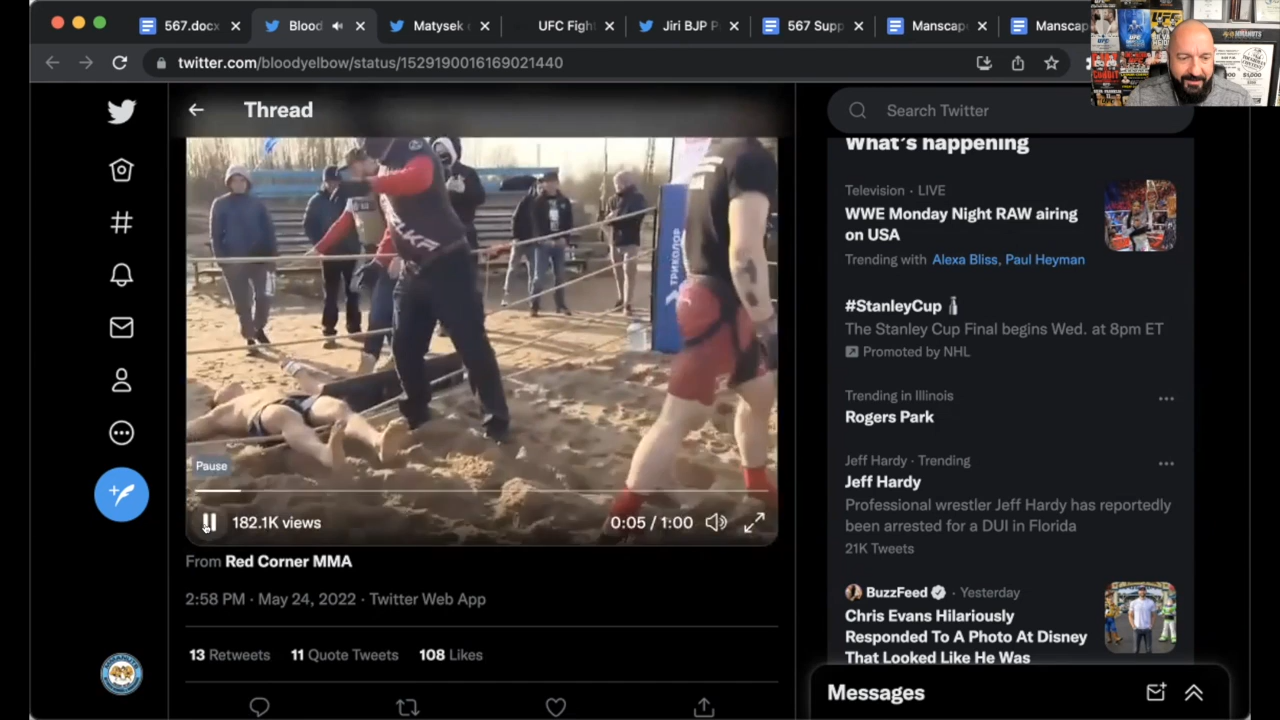 567.docx
Blood
Matysek
UFC Fight
Jiri BJP P
567 Supp
Manscap
Manscap
twitter.com/bloodyelbow/status/1529190016169021440
Thread
Search Twitter
What's happening
Television · LIVE
WWE Monday Night RAW airing
on USA
Trending with Alexa Bliss, Paul Heyman
#StanleyCup
The Stanley Cup Final begins Wed. at 8pm ET
Promoted by NHL
Trending in Illinois
Rogers Park
Jeff Hardy · Trending
Jeff Hardy
Professional wrestler Jeff Hardy has reportedly
been arrested for a DUI in Florida
21K Tweets
BuzzFeed · Yesterday
Chris Evans Hilariously
Responded To A Photo At Disney
That Looked Like He Was
Messages
ТРИКОЛОР
Pause
182.1K views
0:05 / 1:00
From Red Corner MMA
2:58 PM · May 24, 2022 · Twitter Web App
13 Retweets 11 Quote Tweets 108 Likes